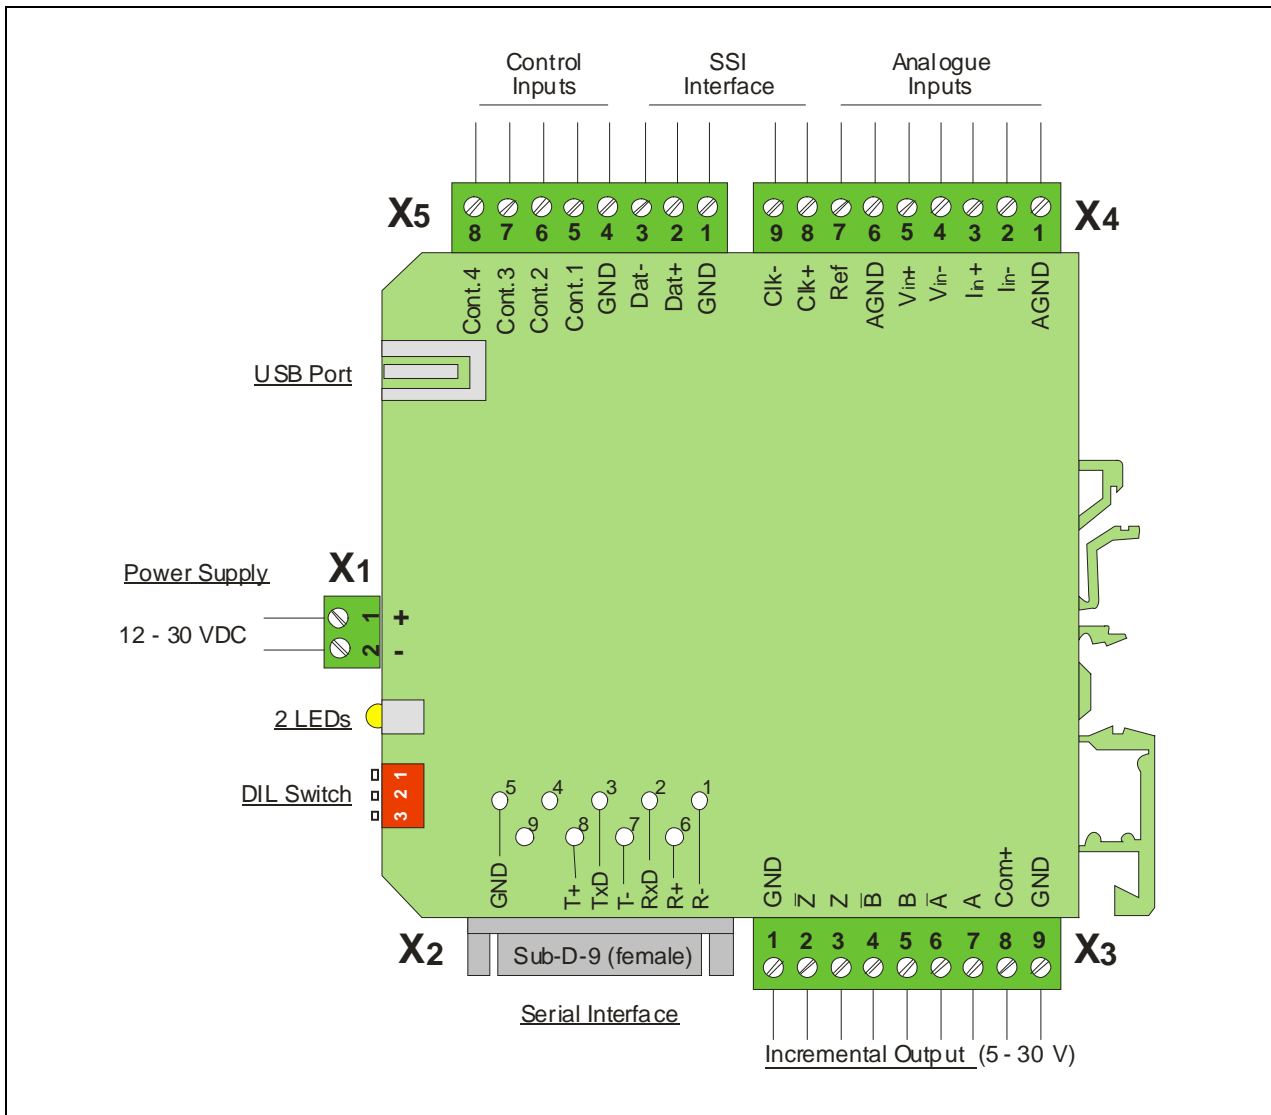 Control SSI Analogue
Inputs Interface Inputs
X5 8 7 6 5 4 3 2 1 9 8 7 6 5 4 3 2 1 X4
Cont.4 Cont.3 Cont.2 Cont.1 GND Dat- Dat+ GND Clk- Clk+ Ref AGND Vin+ Vin- Iin+ Iin- AGND
USB Port
X1
Power Supply
1 +
12 - 30 VDC
2 -
2 LEDs
DIL Switch
1
2
3
5 4 3 2 1
9 8 7 6
GND T+ TxD T- RxD R+ R-
GND Z̅ Z B̅ B A̅ A Com+ GND
X2 1 2 3 4 5 6 7 8 9 X3
Sub-D-9 (female)
Serial Interface
Incremental Output (5 - 30 V)